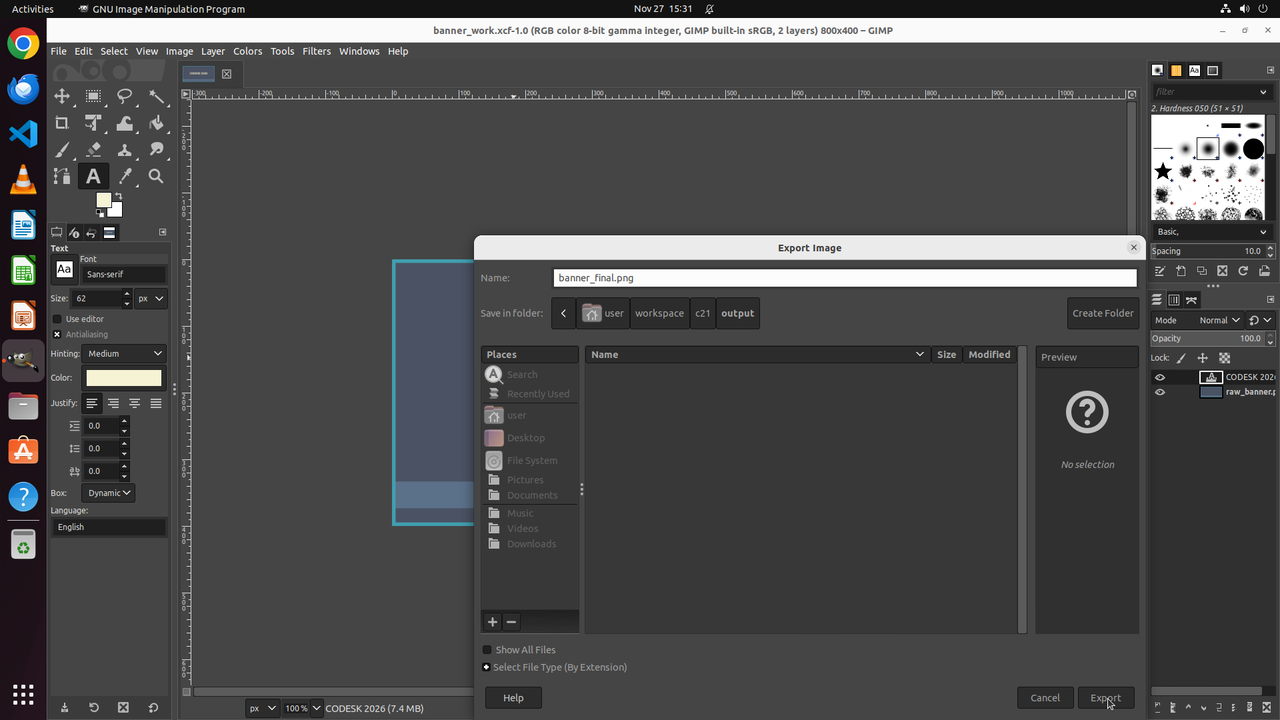 Activities
GNU Image Manipulation Program
Nov 27 15:31
banner_work.xcf-1.0 (RGB color 8-bit gamma integer, GIMP built-in sRGB, 2 layers) 800x400 – GIMP
File Edit Select View Image Layer Colors Tools Filters Windows Help
filter
2. Hardness 050 (51 × 51)
Basic,
Spacing 10.0
Mode Normal
Opacity 100.0
Lock:
CODESK 2026
raw_banner.p
Text
Font
Aa Sans-serif
Size: 62 px
Use editor
Antialiasing
Hinting: Medium
Color:
Justify:
0.0
0.0
0.0
Box: Dynamic
Language:
English
Export Image
Name: banner_final.png
Save in folder: user workspace c21 output
Create Folder
Places
Search
Recently Used
user
Desktop
File System
Pictures
Documents
Music
Videos
Downloads
Name Size Modified
Preview
No selection
Show All Files
Select File Type (By Extension)
Help Cancel Export
px 100 % CODESK 2026 (7.4 MB)